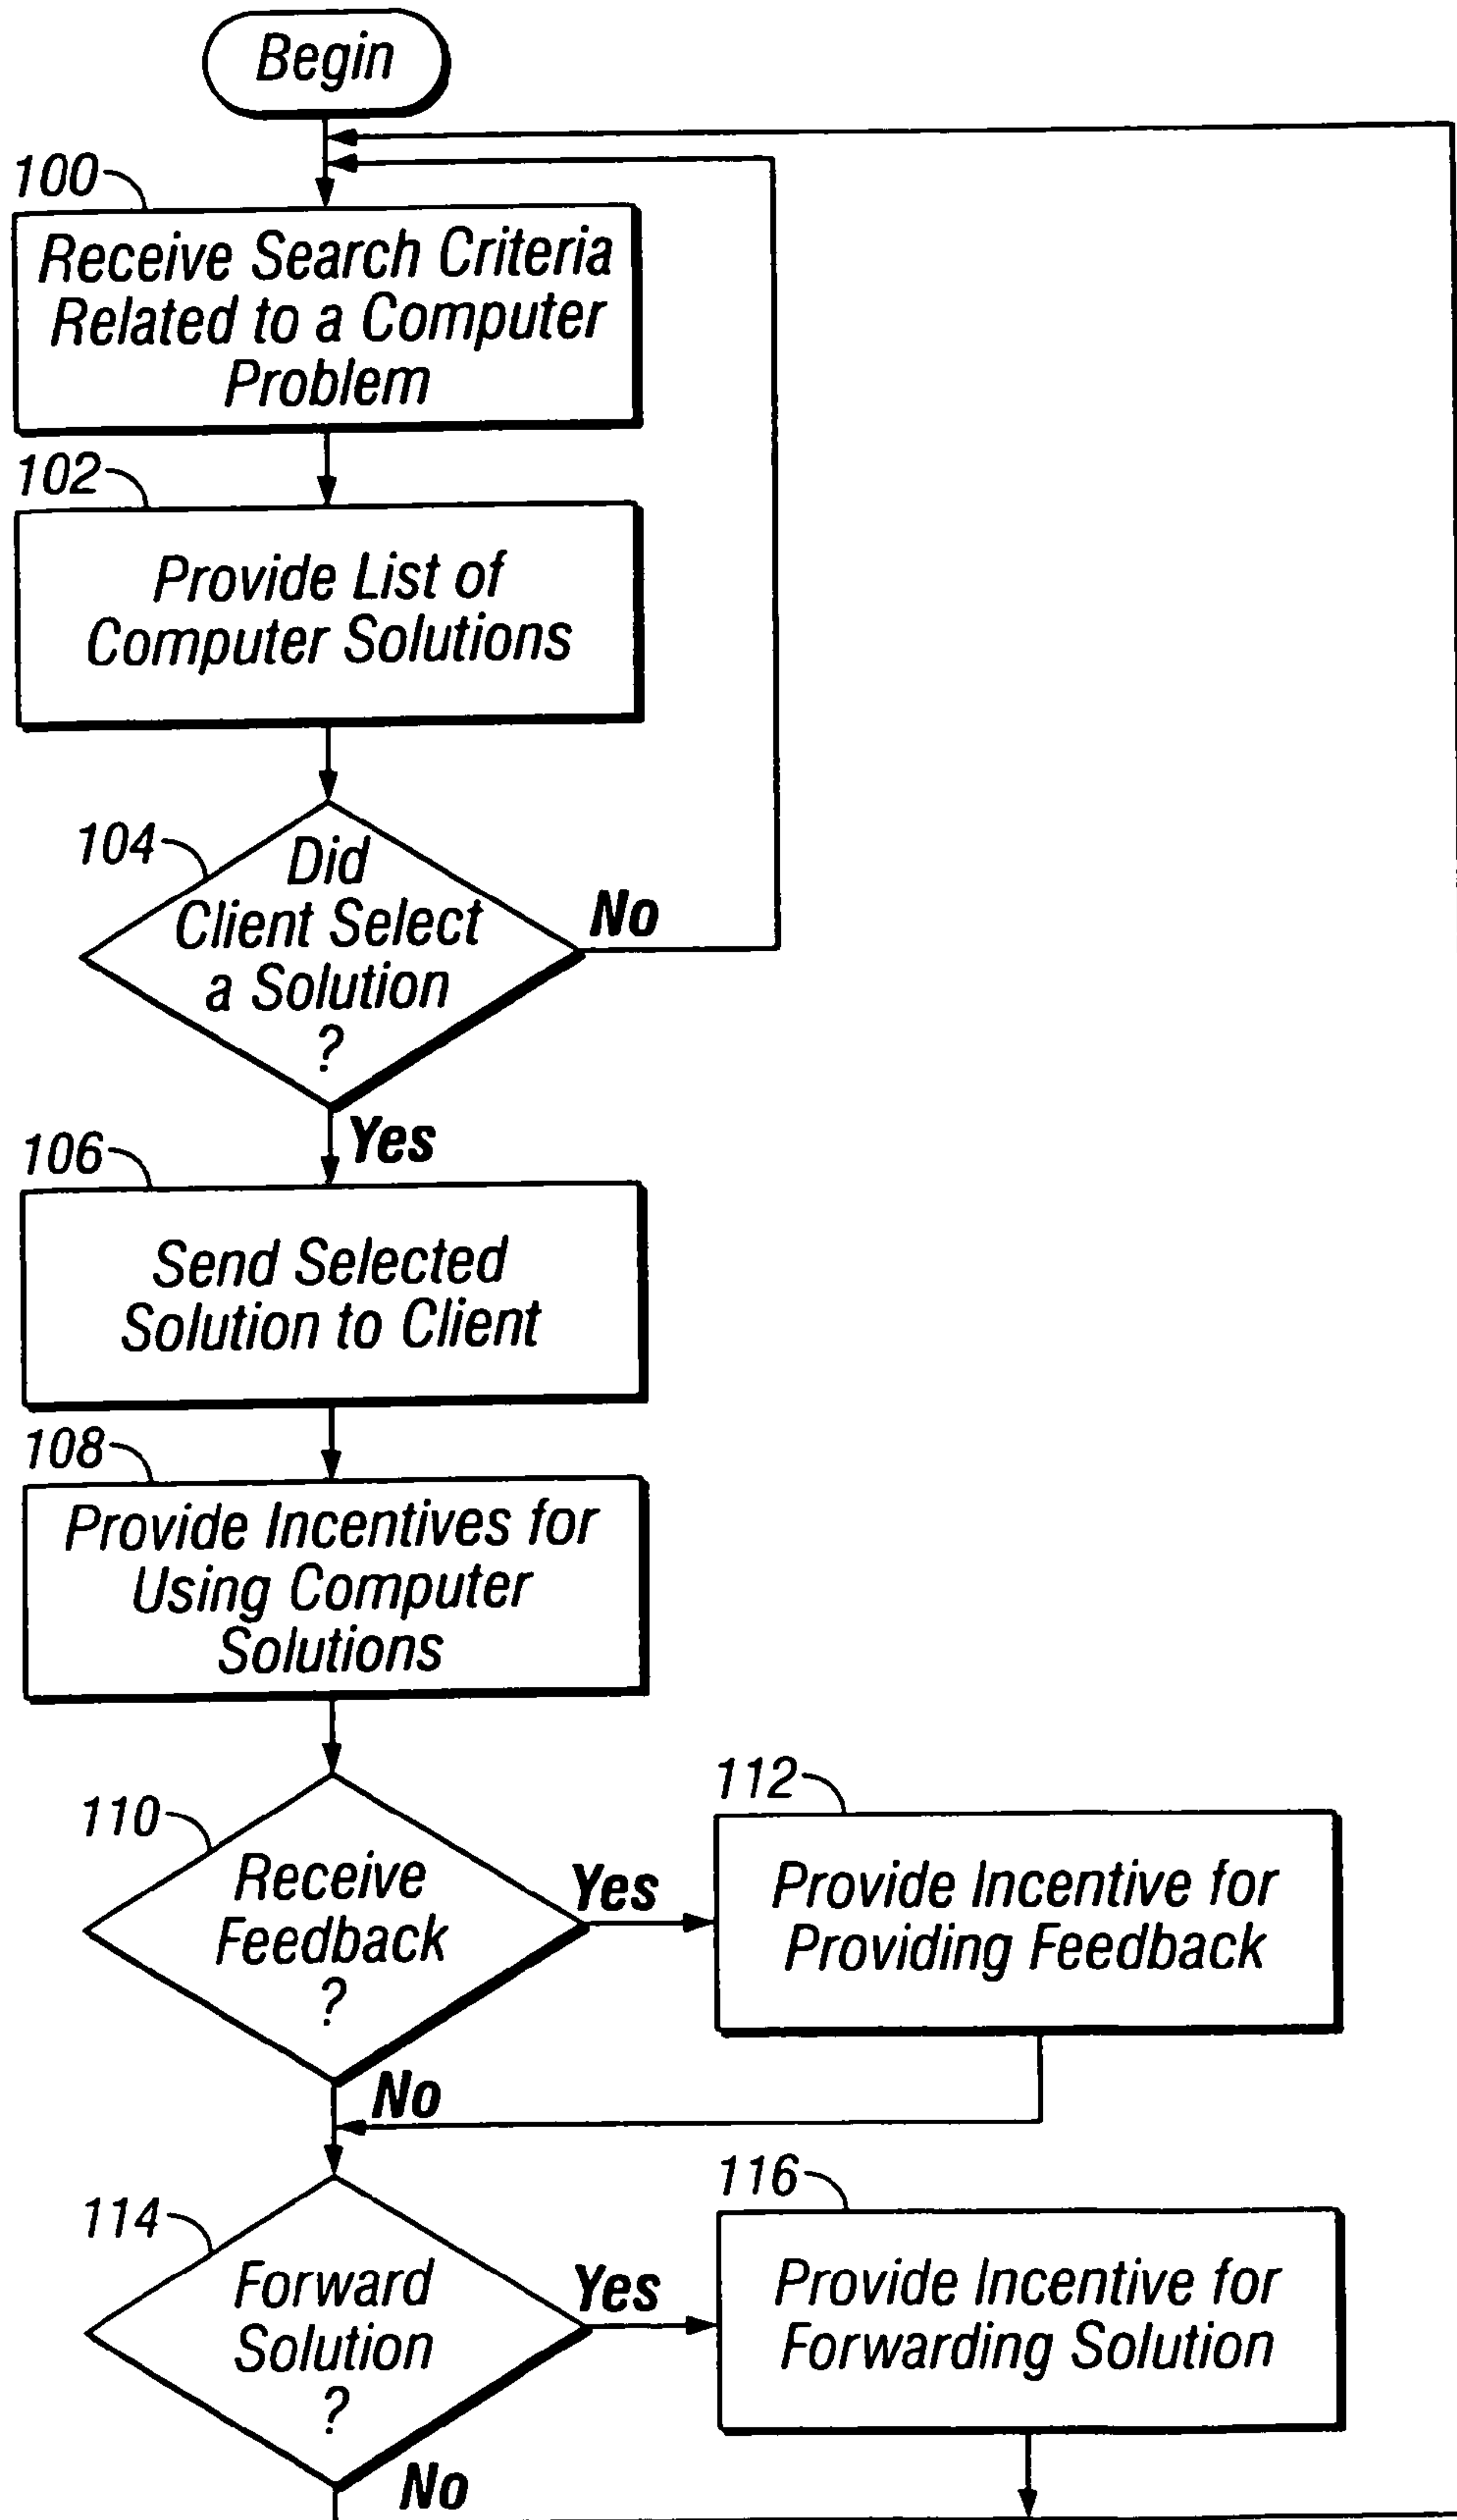 Begin
100
Receive Search Criteria
Related to a Computer
Problem
102
Provide List of
Computer Solutions
104
Did
Client Select
a Solution
?
No
Yes
106
Send Selected
Solution to Client
108
Provide Incentives for
Using Computer
Solutions
110
Receive
Feedback
?
Yes
112
Provide Incentive for
Providing Feedback
No
114
Forward
Solution
?
Yes
116
Provide Incentive for
Forwarding Solution
No